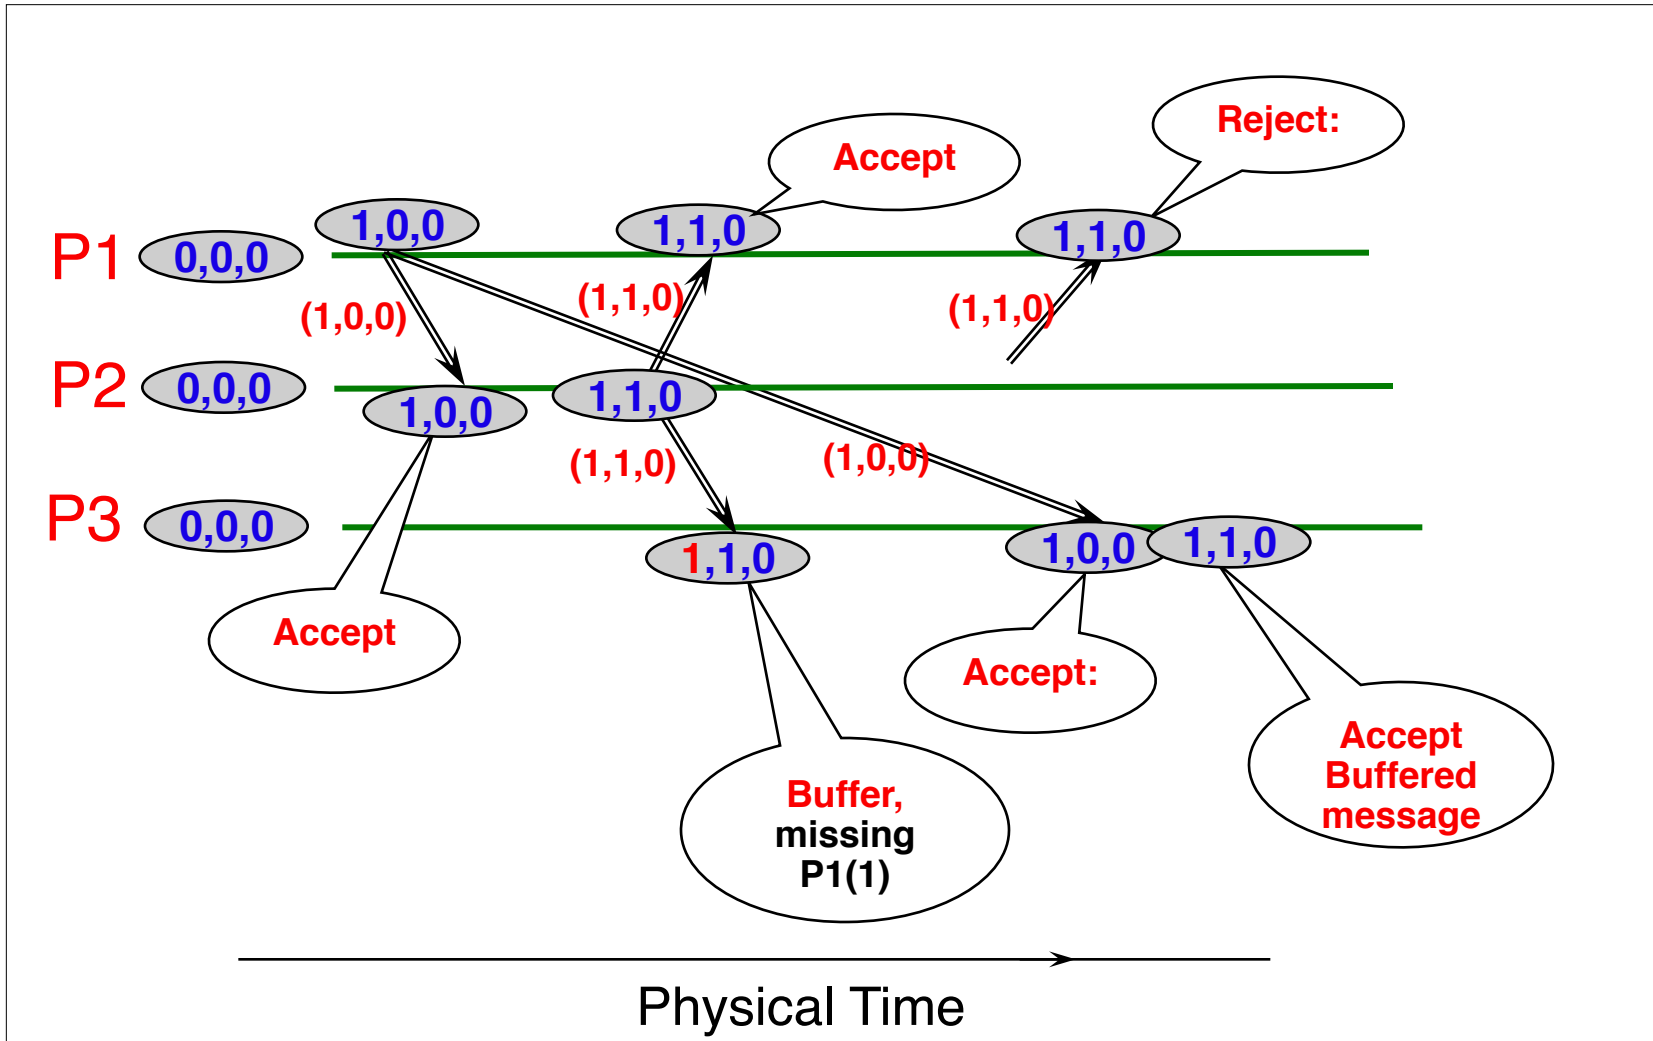 Reject:
Accept
P1
0,0,0
1,0,0
1,1,0
1,1,0
(1,0,0)
(1,1,0)
(1,1,0)
P2
0,0,0
1,0,0
1,1,0
(1,1,0)
(1,0,0)
P3
0,0,0
1,1,0
1,0,0
1,1,0
Accept
Accept:
Buffer,
missing
P1(1)
Accept
Buffered
message
Physical Time